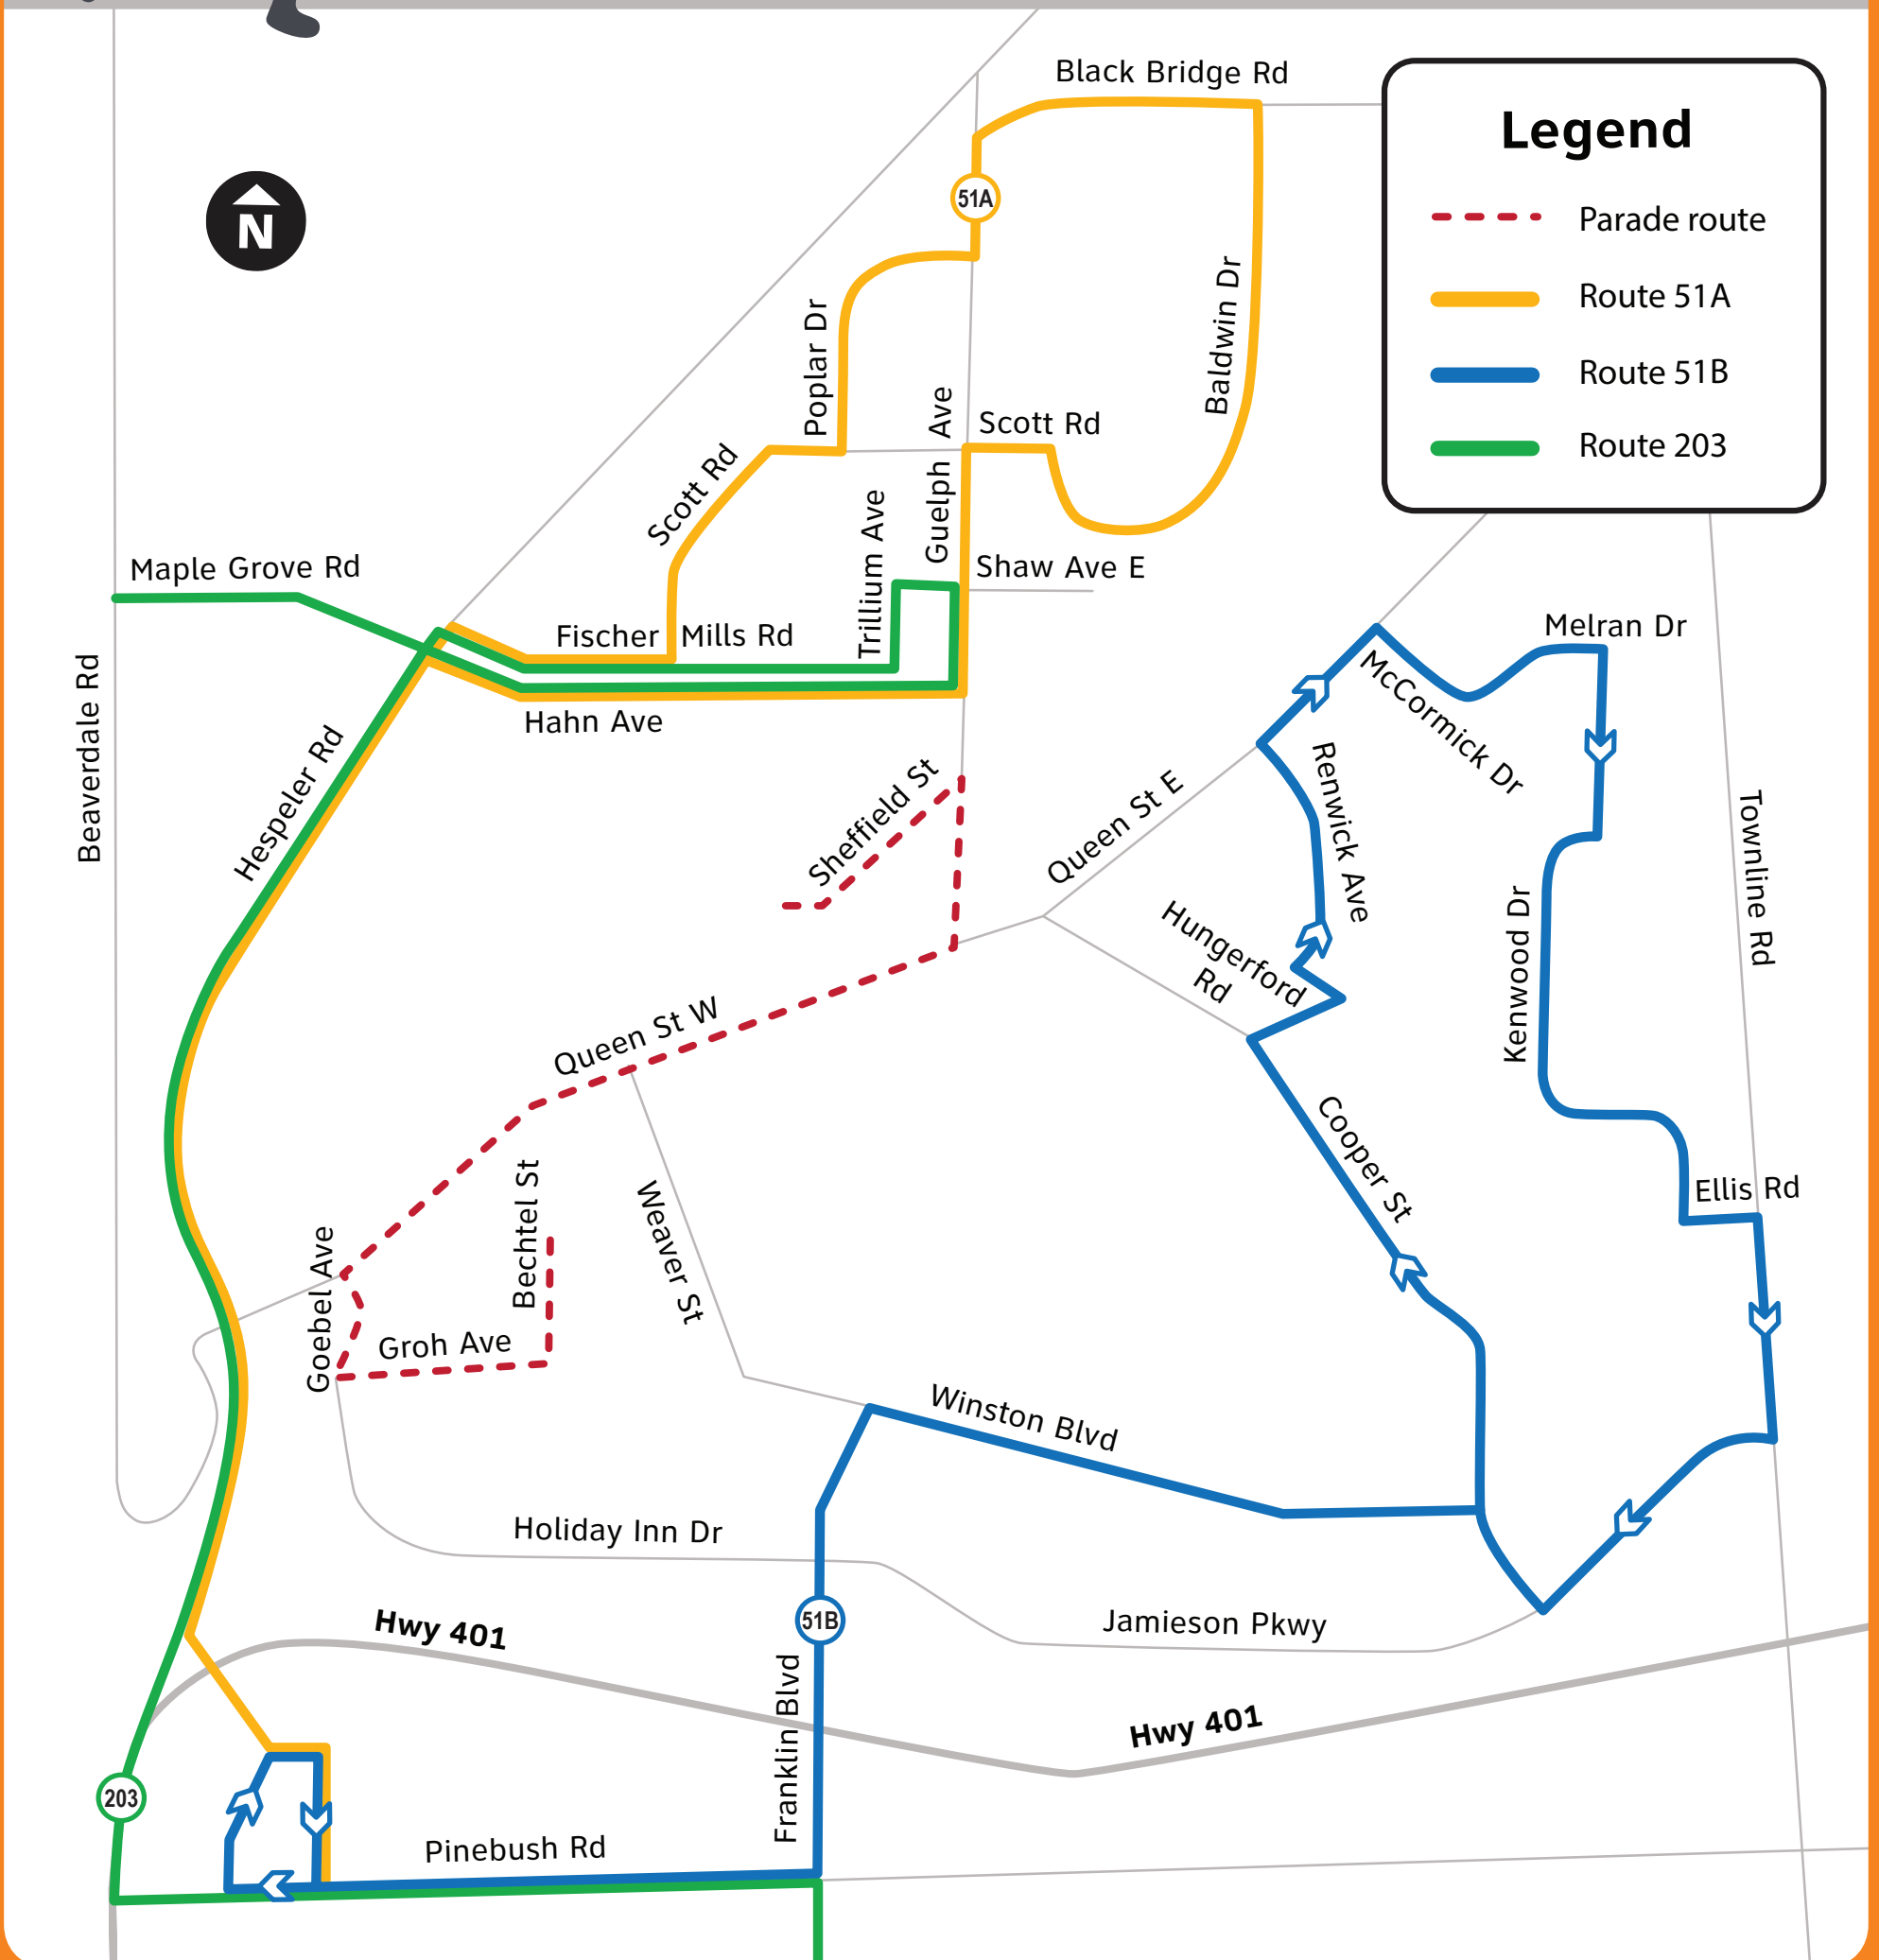 Black Bridge Rd
Legend
Parade route
Route 51A
Route 51B
Route 203
N
51A
Baldwin Dr
Poplar Dr
Guelph Ave
Scott Rd
Scott Rd
Trillium Ave
Shaw Ave E
Maple Grove Rd
Fischer Mills Rd
Hahn Ave
Melran Dr
McCormick Dr
Beaverdale Rd
Hespeler Rd
Sheffield St
Queen St E
Renwick Ave
Townline Rd
Hungerford
Rd
Kenwood Dr
Queen St W
Cooper St
Bechtel St
Weaver St
Ellis Rd
Goebel Ave
Groh Ave
Winston Blvd
Holiday Inn Dr
Hwy 401
51B
Jamieson Pkwy
Franklin Blvd
Hwy 401
203
Pinebush Rd